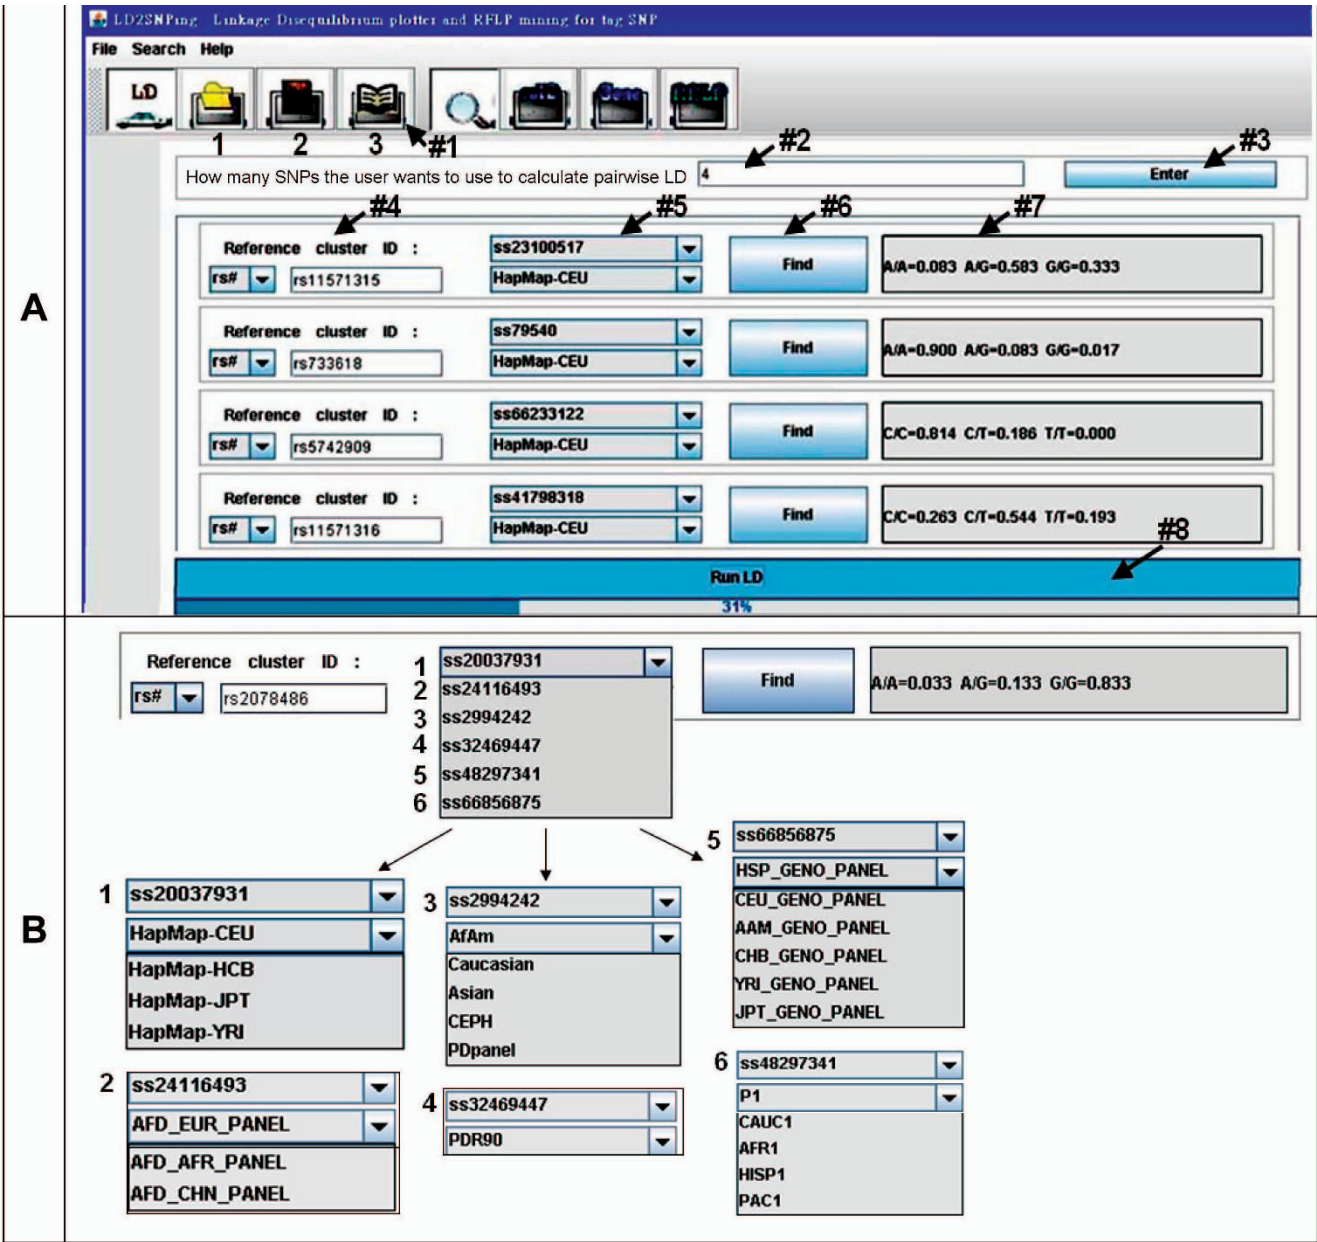 LD2SNPing Linkage Disequilibrium plotter and RFLP mining for tag SNP
File Search Help
LD
1 2 3 #1
Gene
#2
#3
How many SNPs the user wants to use to calculate pairwise LD 4 Enter
#4 #5 #6 #7
Reference cluster ID : ss23100517
rs# rs11571315 HapMap-CEU Find A/A=0.083 A/G=0.583 G/G=0.333
A
Reference cluster ID : ss79540
rs# rs733618 HapMap-CEU Find A/A=0.900 A/G=0.083 G/G=0.017
Reference cluster ID : ss66233122
rs# rs5742909 HapMap-CEU Find C/C=0.814 C/T=0.186 T/T=0.000
Reference cluster ID : ss41798318
rs# rs11571316 HapMap-CEU Find C/C=0.263 C/T=0.544 T/T=0.193
#8
Run LD
31%
B
Reference cluster ID : 1 ss20037931
rs# rs2078486 Find A/A=0.033 A/G=0.133 G/G=0.833
2 ss24116493
3 ss2994242
4 ss32469447
5 ss48297341
6 ss66856875
1 ss20037931
HapMap-CEU
HapMap-HCB
HapMap-JPT
HapMap-YRI
2 ss24116493
AFD_EUR_PANEL
AFD_AFR_PANEL
AFD_CHN_PANEL
3 ss2994242
AfAm
Caucasian
Asian
CEPH
PDpanel
4 ss32469447
PDR90
5 ss66856875
HSP_GENO_PANEL
CEU_GENO_PANEL
AAM_GENO_PANEL
CHB_GENO_PANEL
YRI_GENO_PANEL
JPT_GENO_PANEL
6 ss48297341
P1
CAUC1
AFR1
HISP1
PAC1